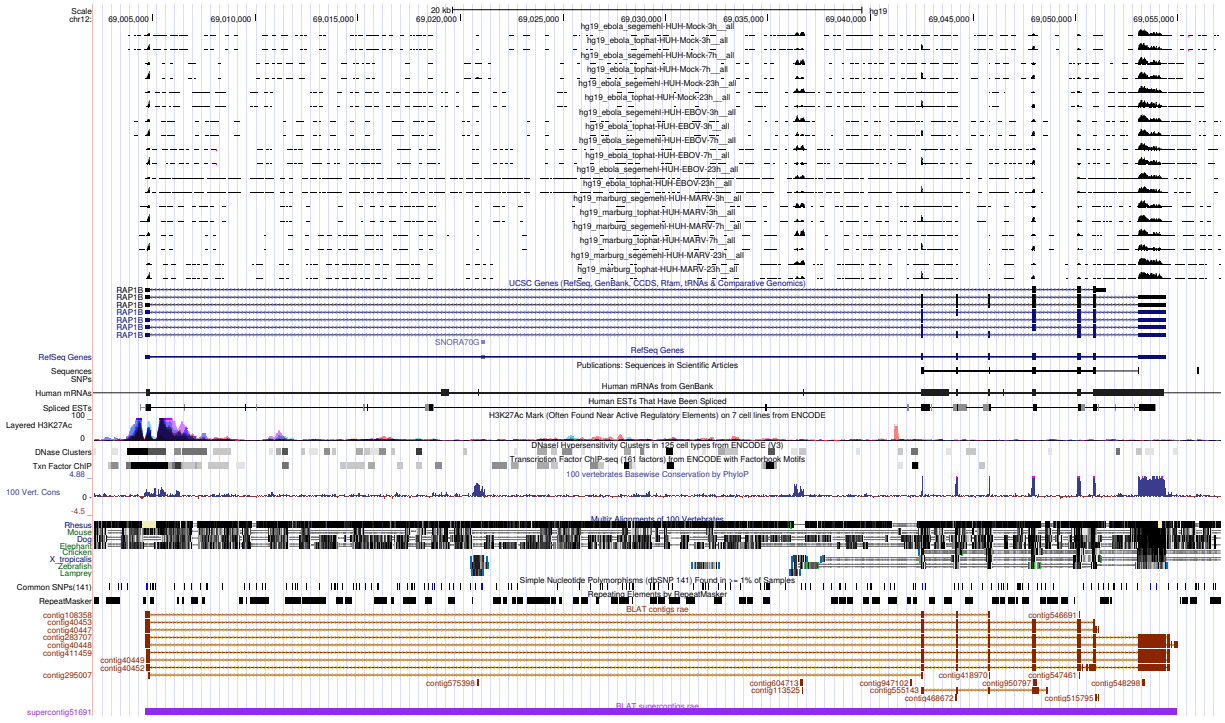 Scale 20 kb hg19
chr12: 69,005,000 69,010,000 69,015,000 69,020,000 69,025,000 69,030,000 69,035,000 69,040,000 69,045,000 69,050,000 69,055,000
hg19_ebola_segemehl-HUH-Mock-3h__all
hg19_ebola_tophat-HUH-Mock-3h__all
hg19_ebola_segemehl-HUH-Mock-7h__all
hg19_ebola_tophat-HUH-Mock-7h__all
hg19_ebola_segemehl-HUH-Mock-23h__all
hg19_ebola_tophat-HUH-Mock-23h__all
hg19_ebola_segemehl-HUH-EBOV-3h__all
hg19_ebola_tophat-HUH-EBOV-3h__all
hg19_ebola_segemehl-HUH-EBOV-7h__all
hg19_ebola_tophat-HUH-EBOV-7h__all
hg19_ebola_segemehl-HUH-EBOV-23h__all
hg19_ebola_tophat-HUH-EBOV-23h__all
hg19_marburg_segemehl-HUH-MARV-3h__all
hg19_marburg_tophat-HUH-MARV-3h__all
hg19_marburg_segemehl-HUH-MARV-7h__all
hg19_marburg_tophat-HUH-MARV-7h__all
hg19_marburg_segemehl-HUH-MARV-23h__all
hg19_marburg_tophat-HUH-MARV-23h__all
UCSC Genes (RefSeq, GenBank, CCDS, Rfam, tRNAs & Comparative Genomics)
RAP1B
RAP1B
RAP1B
RAP1B
RAP1B
RAP1B
RAP1B
SNORA70G
RefSeq Genes
RefSeq Genes
Publications: Sequences in Scientific Articles
Sequences
SNPs
Human mRNAs from GenBank
Human mRNAs
Human ESTs That Have Been Spliced
Spliced ESTs
H3K27Ac Mark (Often Found Near Active Regulatory Elements) on 7 cell lines from ENCODE
100
Layered H3K27Ac
0
DNaseI Hypersensitivity Clusters in 125 cell types from ENCODE (V3)
DNase Clusters
Transcription Factor ChIP-seq (161 factors) from ENCODE with Factorbook Motifs
Txn Factor ChIP
100 vertebrates Basewise Conservation by PhyloP
4.88
100 Vert. Cons
0
-4.5
Multiz Alignments of 100 Vertebrates
Rhesus
Mouse
Dog
Elephant
Chicken
X_tropicalis
Zebrafish
Lamprey
Simple Nucleotide Polymorphisms (dbSNP 141) Found in >= 1% of Samples
Common SNPs(141)
Repeating Elements by RepeatMasker
RepeatMasker
BLAT contigs rae
contig108358 contig546691
contig40453
contig40447
contig283707
contig40448
contig411459
contig40449
contig40452
contig295007 contig418970 contig547461
contig575398 contig604713 contig947102 contig950797 contig548298
contig113525 contig555143
contig468672 contig515795
BLAT supercontigs rae
supercontig51691